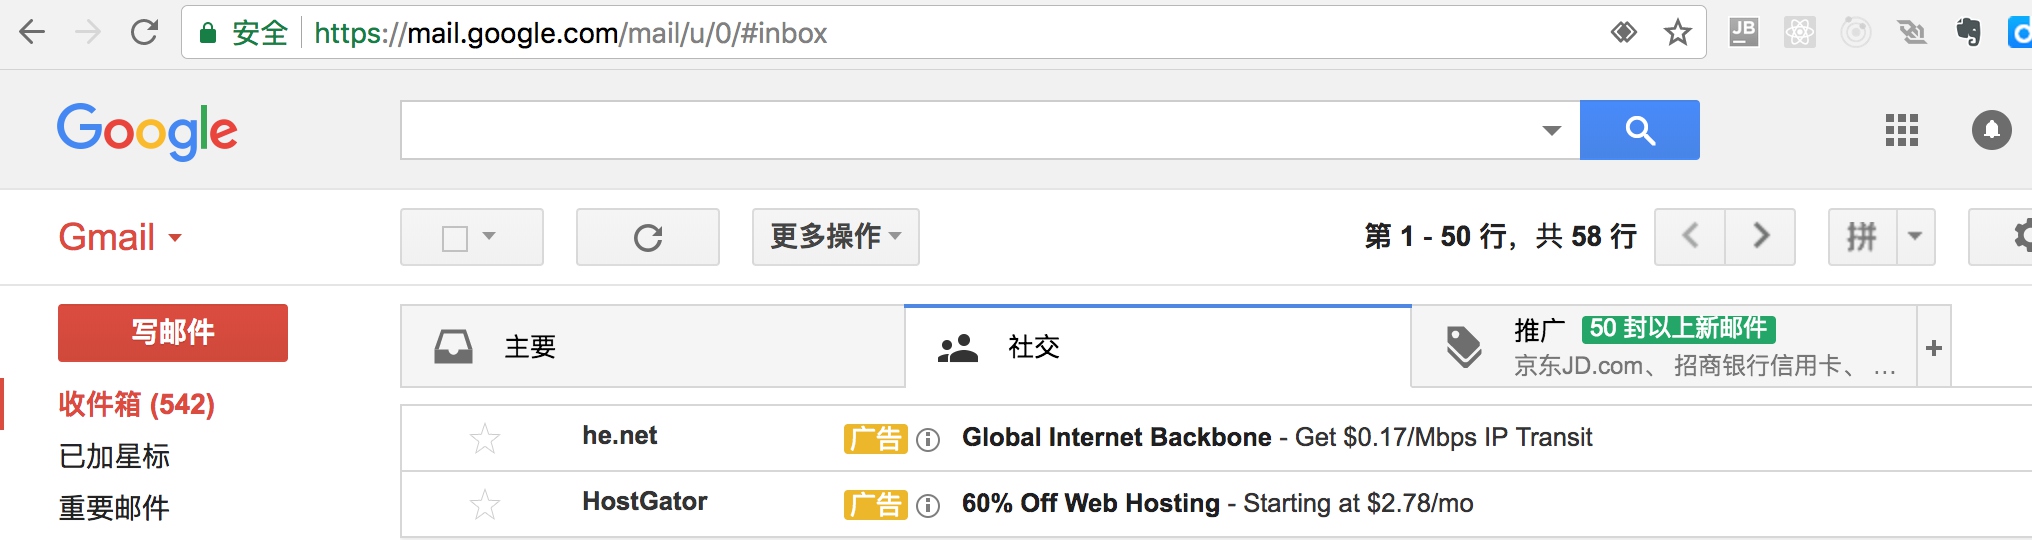 安全 https://mail.google.com/mail/u/0/#inbox
JB
Google
Gmail
更多操作
第 1 - 50 行，共 58 行
拼
写邮件
主要
社交
推广 50 封以上新邮件
京东JD.com、 招商银行信用卡、 ...
收件箱 (542)
he.net 广告 Global Internet Backbone - Get $0.17/Mbps IP Transit
已加星标
HostGator 广告 60% Off Web Hosting - Starting at $2.78/mo
重要邮件